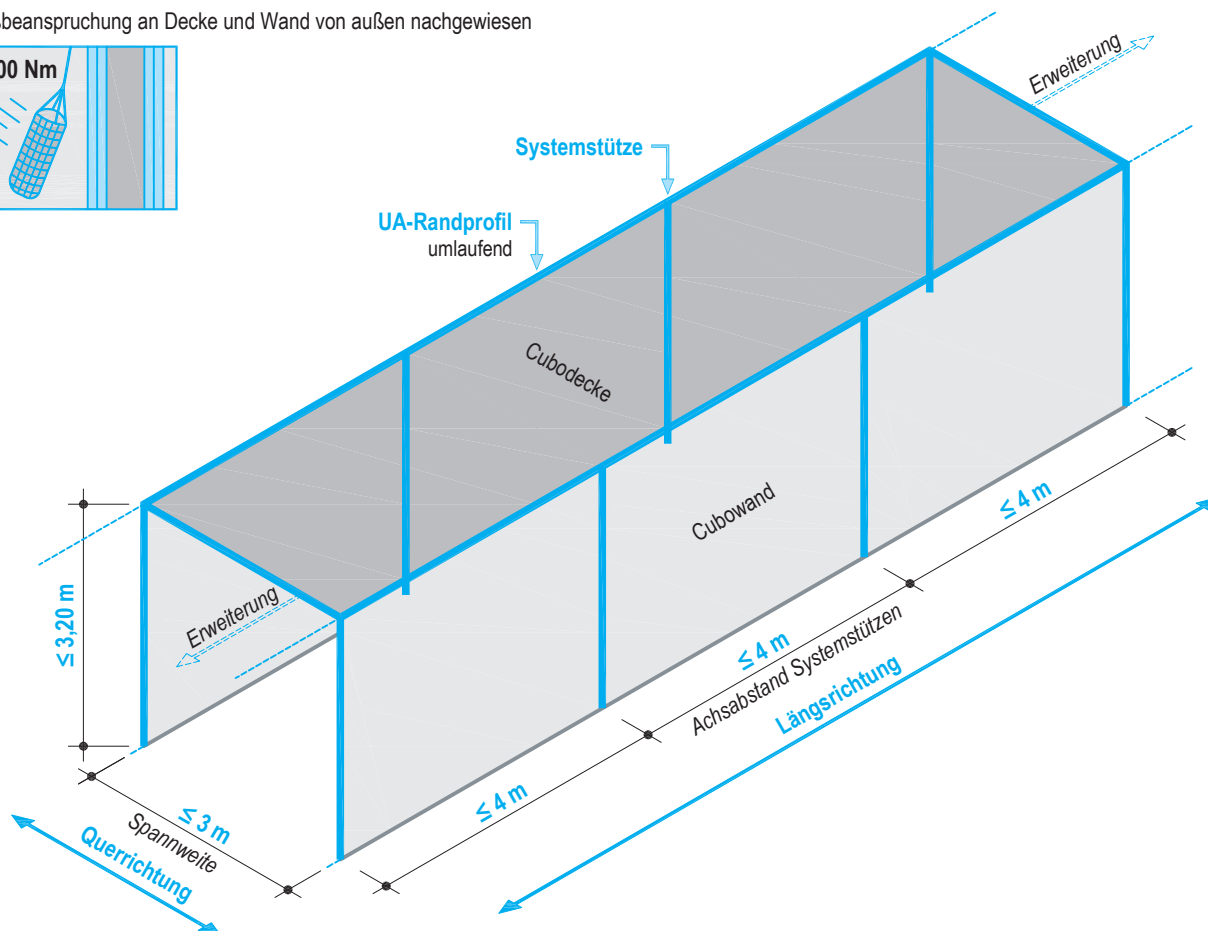 ßbeanspruchung an Decke und Wand von außen nachgewiesen
00 Nm
Erweiterung
Systemstütze
UA-Randprofil
umlaufend
Cubodecke
Cubowand
≤ 4 m
≤ 3,20 m
Erweiterung
≤ 4 m
Achsabstand Systemstützen
Längsrichtung
≤ 4 m
≤ 3 m
Spannweite
Querrichtung